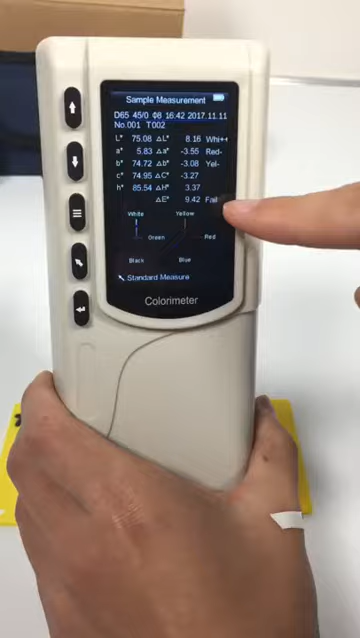 Sample Measurement
D65 45/0 Φ8 16:42 2017.11.11
No.001 T002
L* 75.08 ΔL* 8.16 Whi++
a* 5.83 Δa* -3.55 Red-
b* 74.72 Δb* -3.08 Yel-
c* 74.95 ΔC* -3.27
h° 85.54 ΔH* 3.37
ΔE* 9.42 Fail
White Yellow
Green Red
Black Blue
Standard Measure
Colorimeter